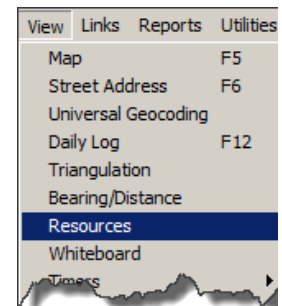 View Links Reports Utilities
Map F5
Street Address F6
Universal Geocoding
Daily Log F12
Triangulation
Bearing/Distance
Resources
Whiteboard
Timers